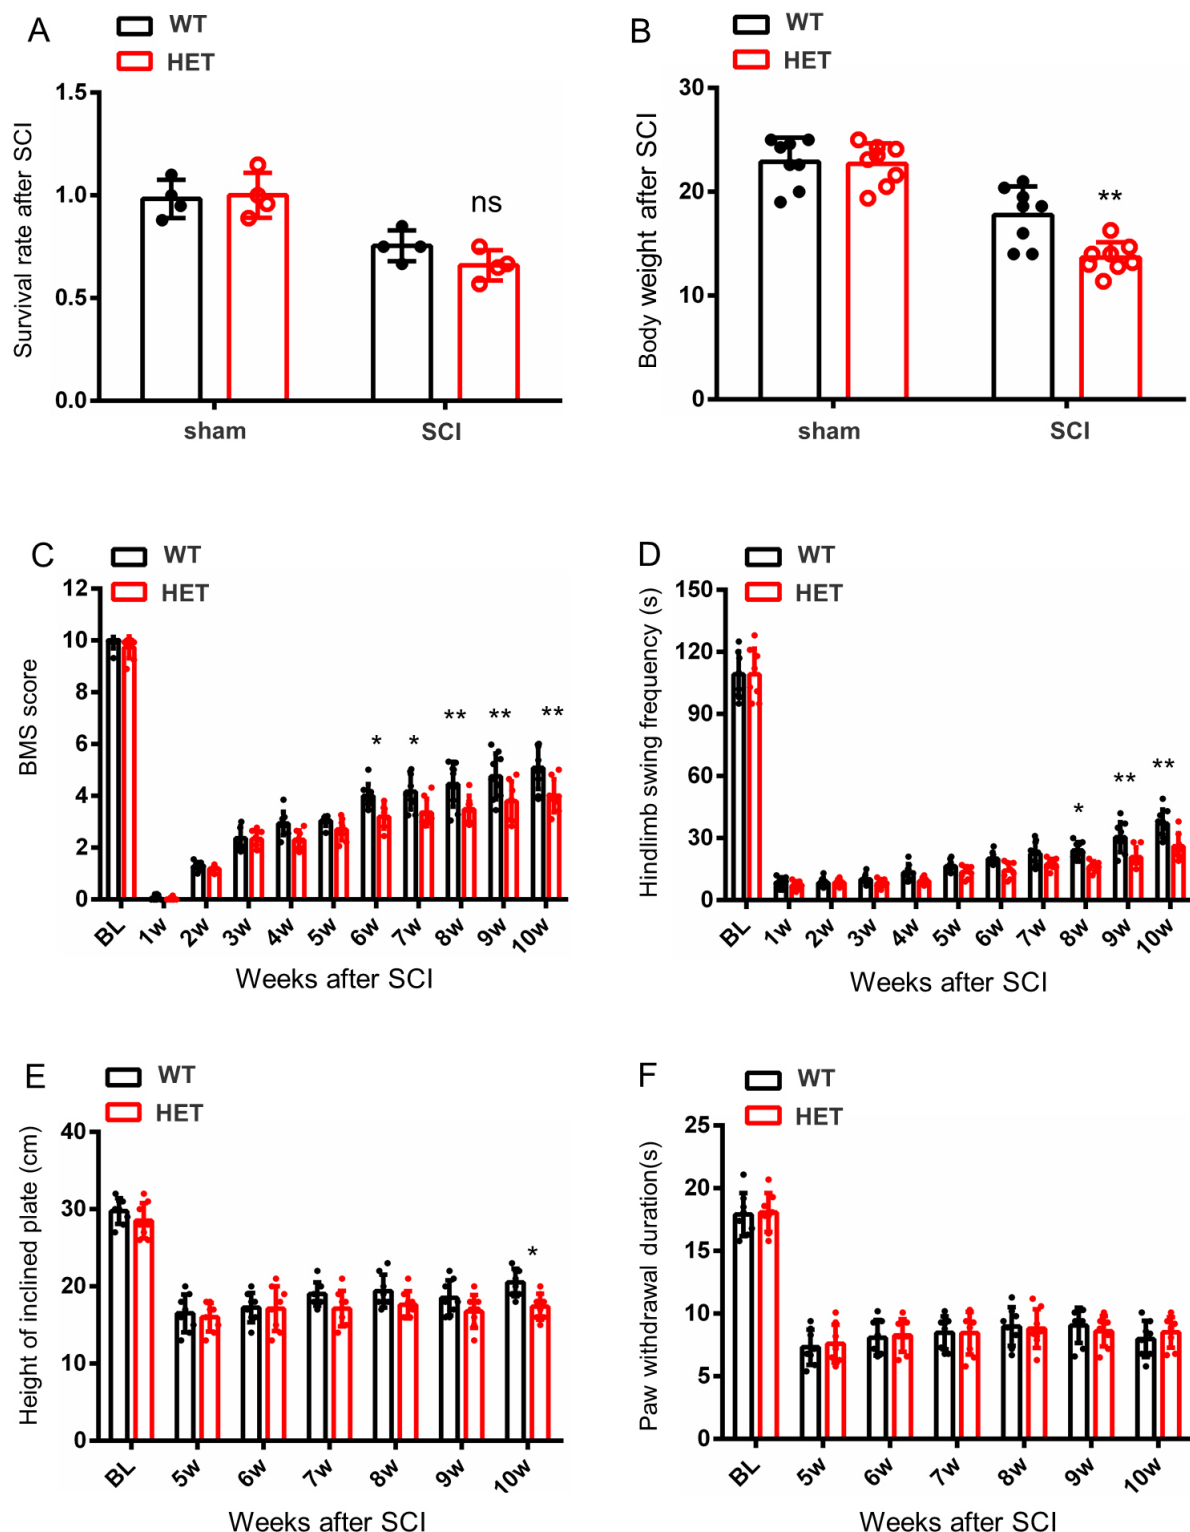 A
WT
HET
Survival rate after SCI
1.5
1.0
0.5
0.0
ns
sham
SCI
B
WT
HET
Body weight after SCI
30
20
10
0
**
sham
SCI
C
WT
HET
BMS score
12
10
8
6
4
2
0
* * ** ** **
BL 1w 2w 3w 4w 5w 6w 7w 8w 9w 10w
Weeks after SCI
D
WT
HET
Hindlimb swing frequency (s)
150
120
90
60
30
0
* ** **
BL 1w 2w 3w 4w 5w 6w 7w 8w 9w 10w
Weeks after SCI
E
WT
HET
Height of inclined plate (cm)
40
30
20
10
0
*
BL 5w 6w 7w 8w 9w 10w
Weeks after SCI
F
WT
HET
Paw withdrawal duration(s)
25
20
15
10
5
0
BL 5w 6w 7w 8w 9w 10w
Weeks after SCI